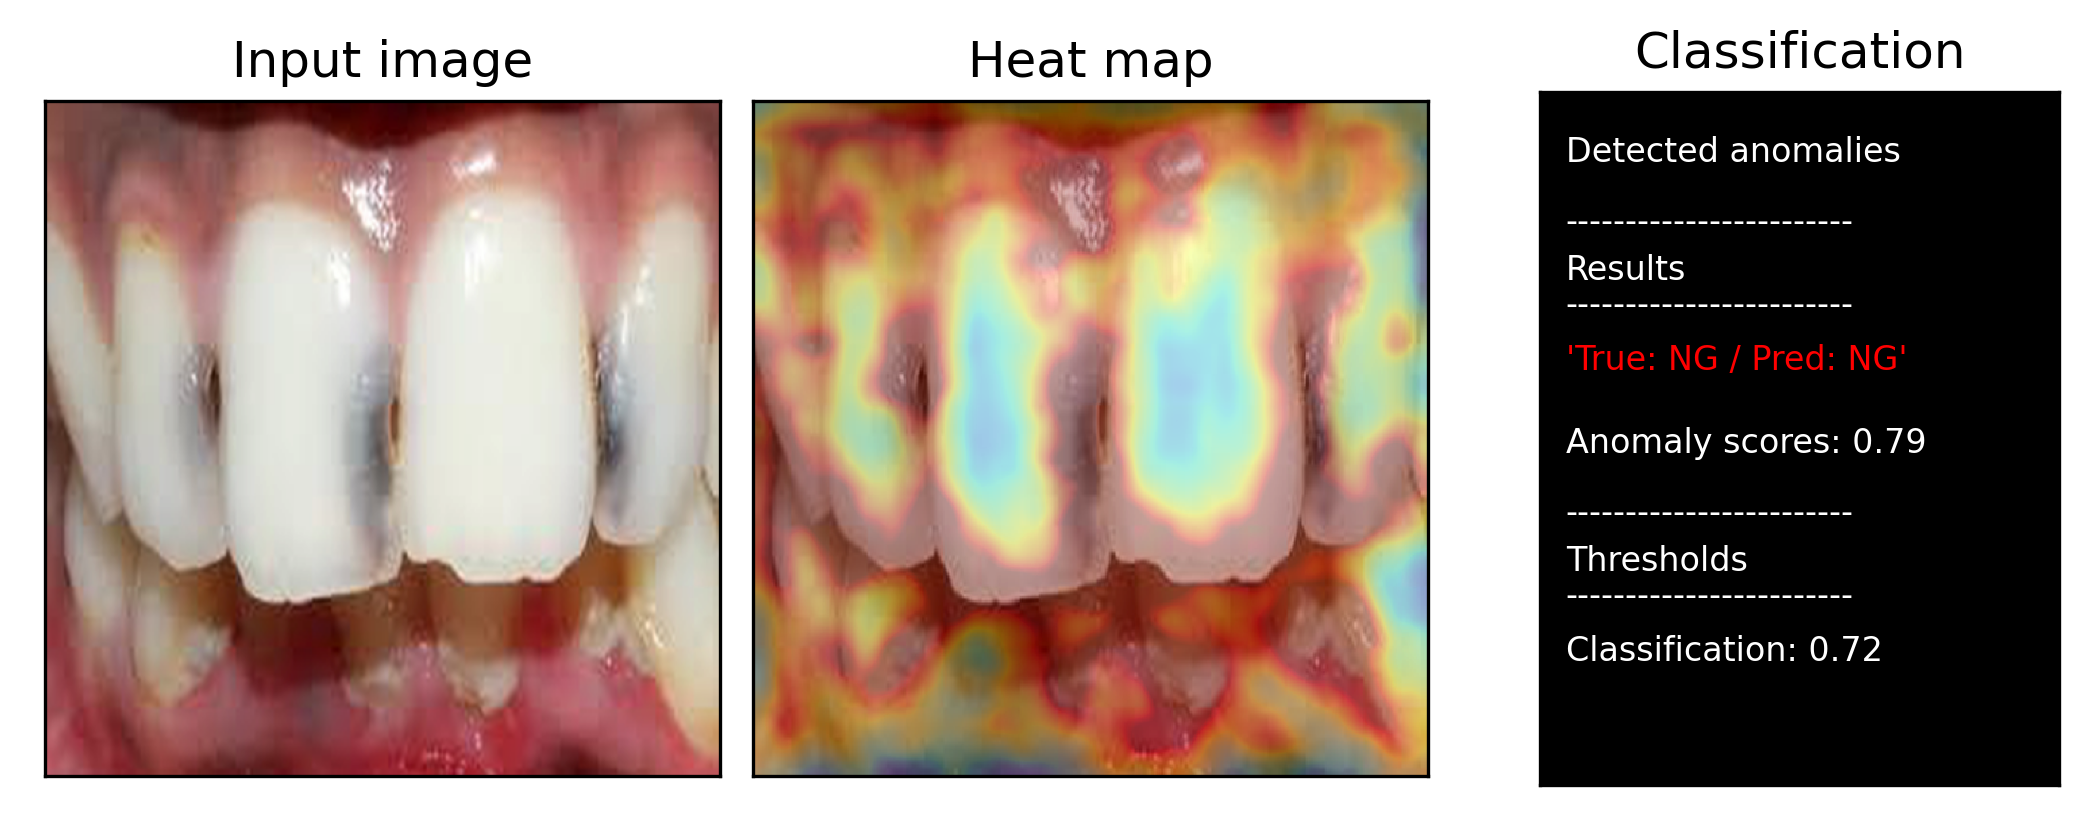 Input image
Heat map
Classification
Detected anomalies
------------------------
Results
------------------------
'True: NG / Pred: NG'
Anomaly scores: 0.79
------------------------
Thresholds
------------------------
Classification: 0.72